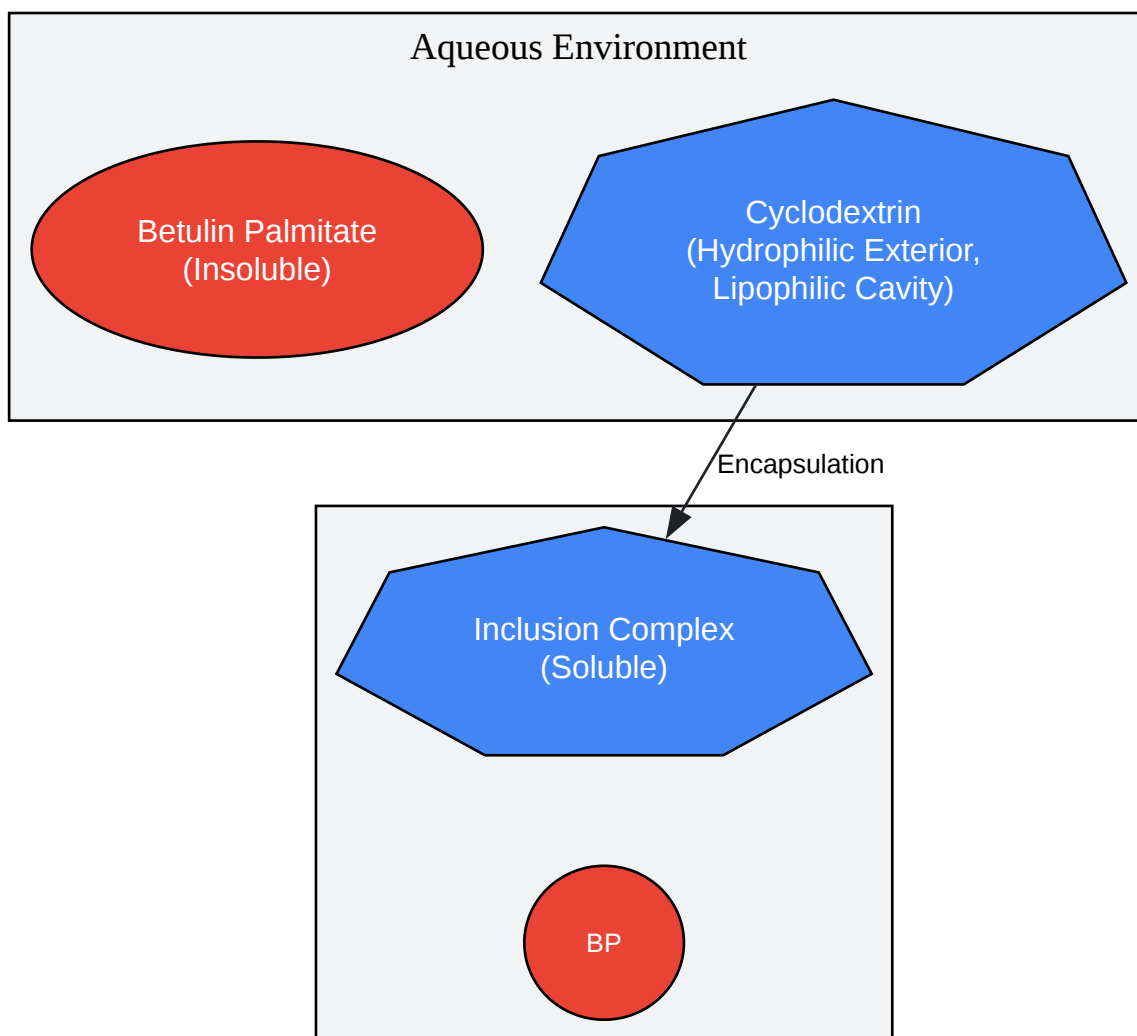 Aqueous Environment
Betulin Palmitate
(Insoluble)
Cyclodextrin
(Hydrophilic Exterior,
Lipophilic Cavity)
Encapsulation
Inclusion Complex
(Soluble)
BP